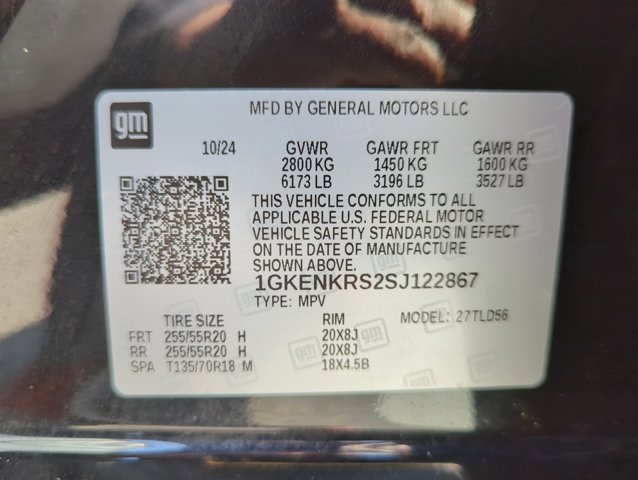 gm
MFD BY GENERAL MOTORS LLC
10/24 GVWR GAWR FRT GAWR RR
2800 KG 1450 KG 1600 KG
6173 LB 3196 LB 3527 LB
THIS VEHICLE CONFORMS TO ALL
APPLICABLE U.S. FEDERAL MOTOR
VEHICLE SAFETY STANDARDS IN EFFECT
ON THE DATE OF MANUFACTURE
SHOWN ABOVE.
1GKENKRS2SJ122867
TYPE: MPV
TIRE SIZE RIM MODEL: 27TLD56
FRT 255/55R20 H 20X8J
RR 255/55R20 H 20X8J
SPA T135/70R18 M 18X4.5B